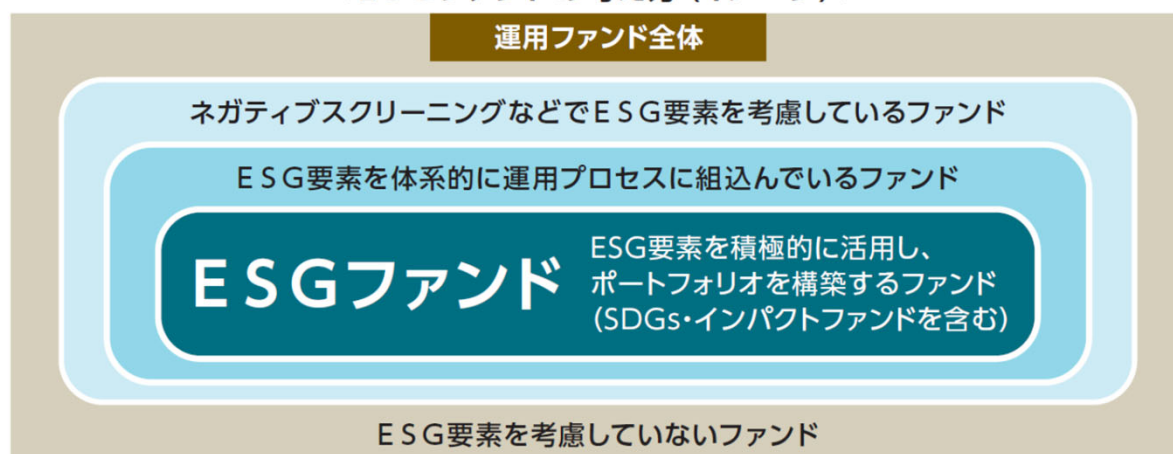 運用ファンド全体
ネガティブスクリーニングなどでESG要素を考慮しているファンド
ESG要素を体系的に運用プロセスに組込んでいるファンド
ESGファンド
ESG要素を積極的に活用し、
ポートフォリオを構築するファンド
(SDGs・インパクトファンドを含む)
ESG要素を考慮していないファンド